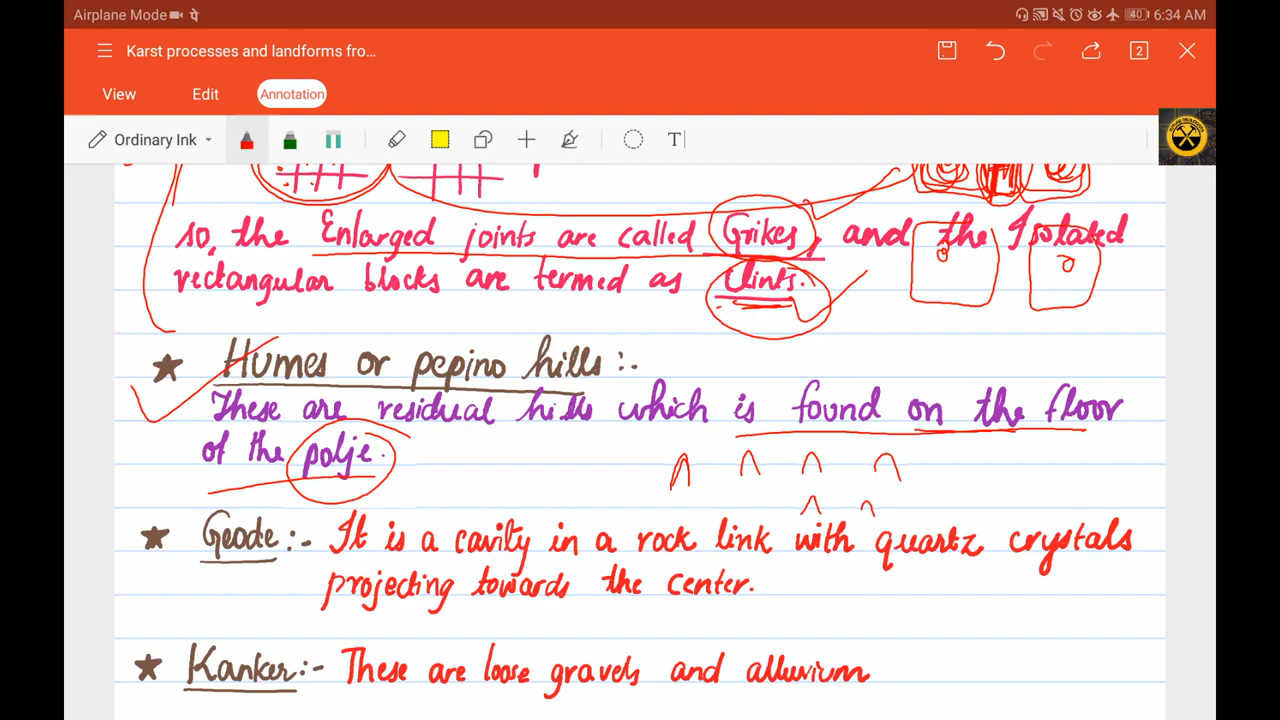 Airplane Mode 40 6:34 AM
Karst processes and landforms fro... 2
View Edit Annotation
Ordinary Ink T
so, the Enlarged joints are called Grikes, and the Isolated
rectangular blocks are termed as Clints.
Humes or pepino hills:-
These are residual hills which is found on the floor
of the polje.
Geode:- It is a cavity in a rock link with quartz crystals
projecting towards the center.
Kanker:- These are loose gravels and alluvium